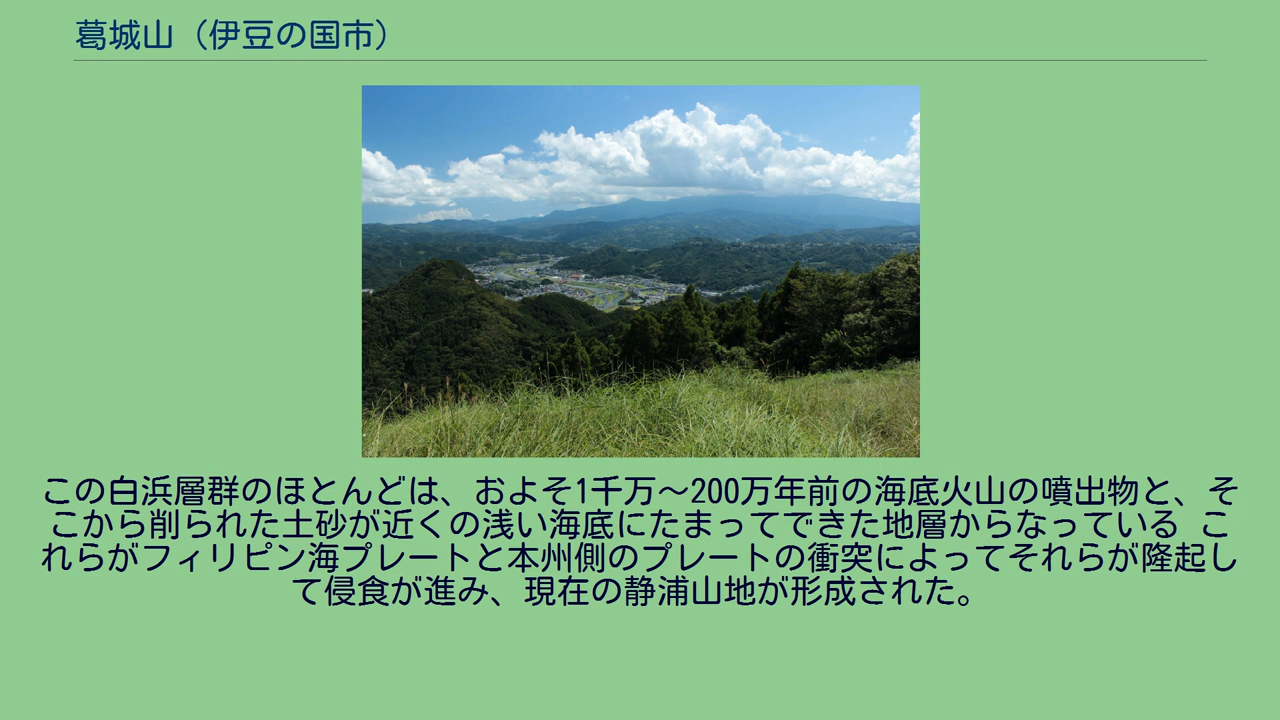 葛城山（伊豆の国市）
この白浜層群のほとんどは、およそ1千万～200万年前の海底火山の噴出物と、そ
こから削られた土砂が近くの浅い海底にたまってできた地層からなっている こ
れらがフィリピン海プレートと本州側のプレートの衝突によってそれらが隆起し
て侵食が進み、現在の静浦山地が形成された。